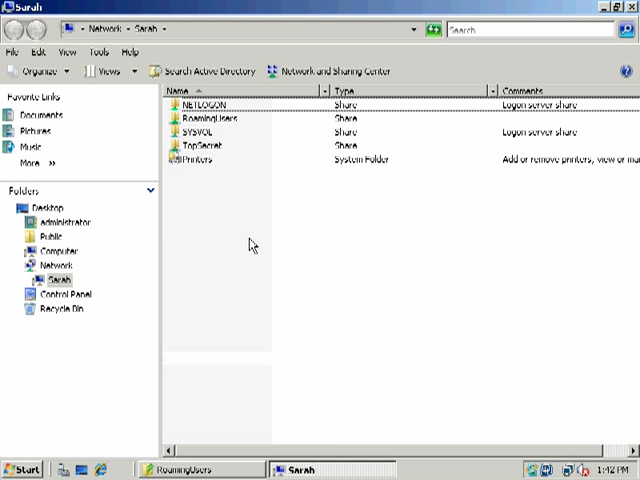 Sarah
Network Sarah
Search
File Edit View Tools Help
Organize Views Search Active Directory Network and Sharing Center
Favorite Links
Documents
Pictures
Music
More »
Folders
Desktop
administrator
Public
Computer
Network
Sarah
Control Panel
Recycle Bin
Name Type Comments
NETLOGON Share Logon server share
RoamingUsers Share
SYSVOL Share Logon server share
TopSecret Share
Printers System Folder Add or remove printers, view or ma
Start RoamingUsers Sarah 1:42 PM